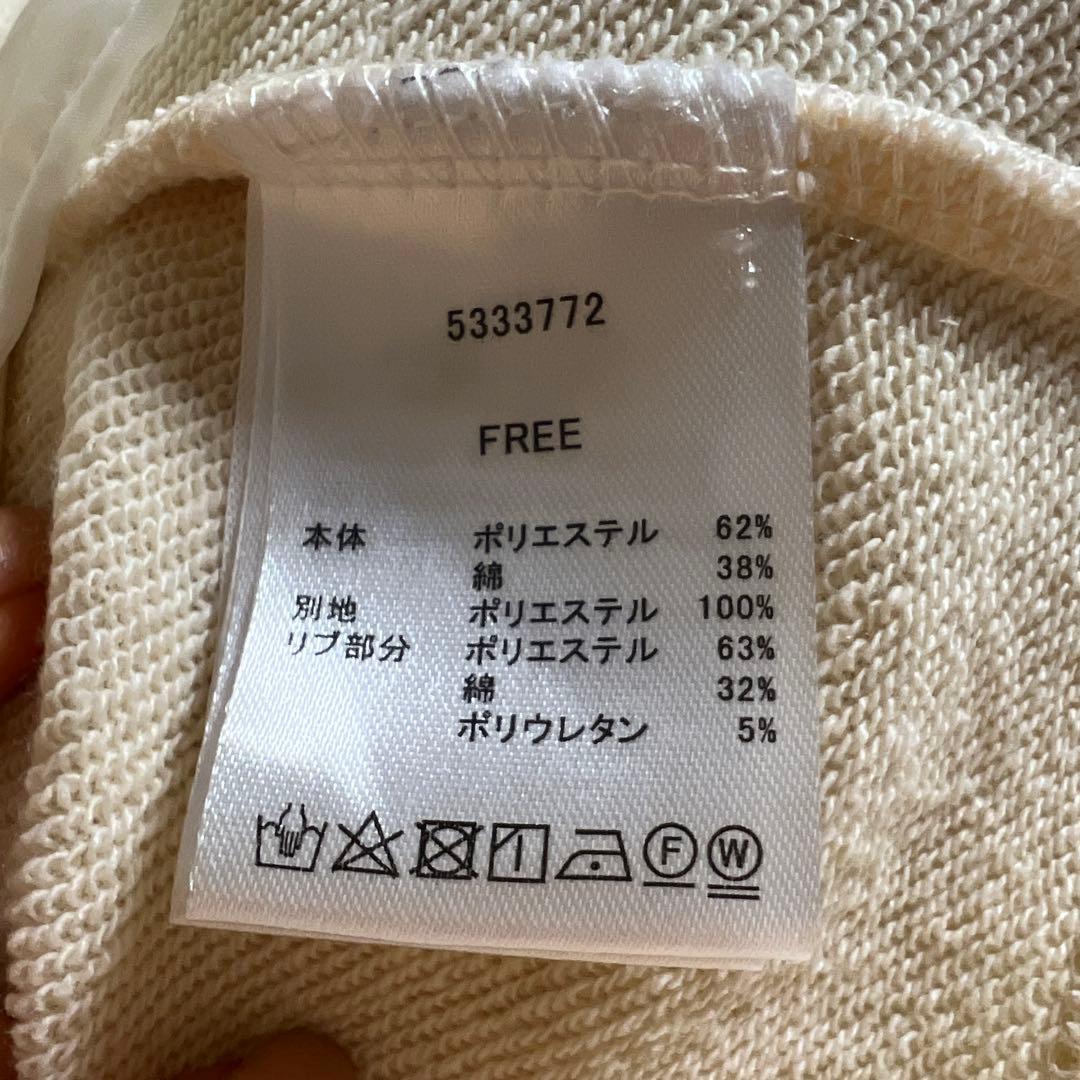 5333772
FREE
本体 ポリエステル 62%
綿 38%
別地 ポリエステル 100%
リブ部分 ポリエステル 63%
綿 32%
ポリウレタン 5%
F W